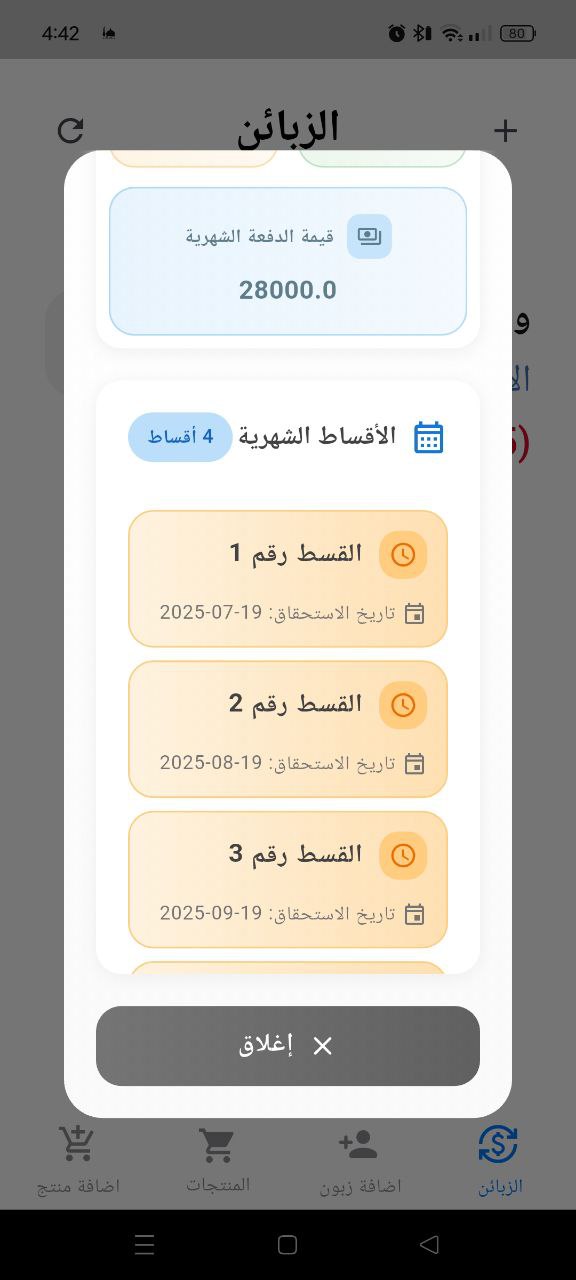 4:42
80
الزبائن
و
الا
5)
قيمة الدفعة الشهرية
28000.0
الأقساط الشهرية
4 أقساط
القسط رقم 1
تاريخ الاستحقاق: 19-07-2025
القسط رقم 2
تاريخ الاستحقاق: 19-08-2025
القسط رقم 3
تاريخ الاستحقاق: 19-09-2025
إغلاق
الزبائن
اضافة زبون
المنتجات
اضافة منتج